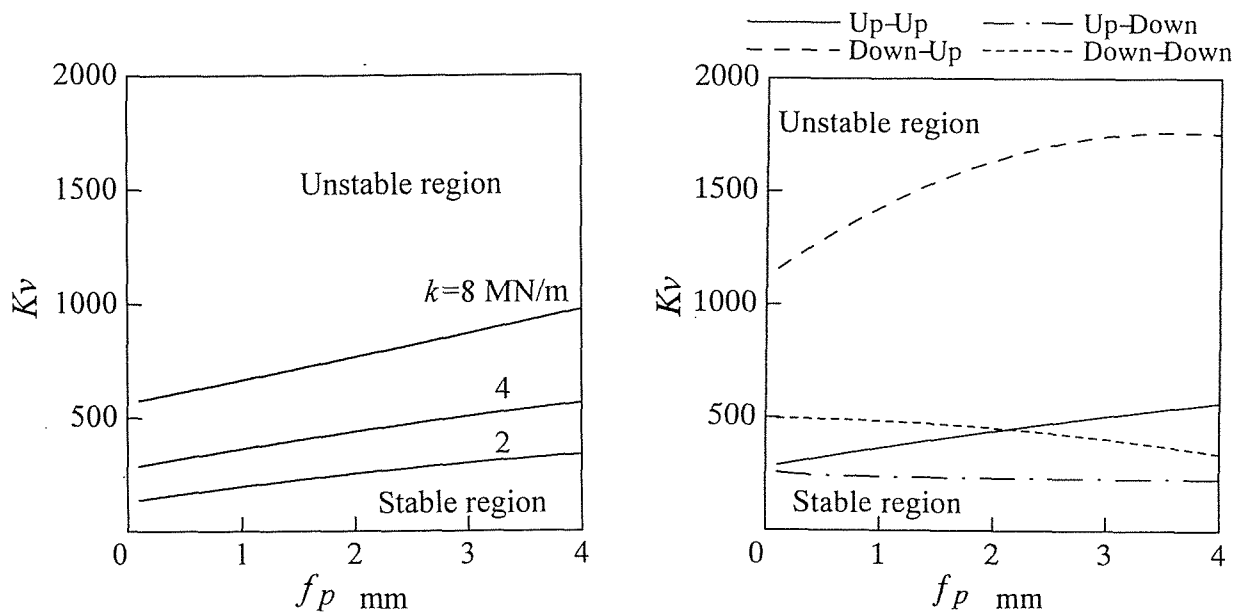 2000
1500
1000
500
Kv
Unstable region
k=8 MN/m
4
2
Stable region
0 1 2 3 4
fp mm
Up-Up Up-Down
Down-Up Down-Down
2000
1500
1000
500
Kv
Unstable region
Stable region
0 1 2 3 4
fp mm